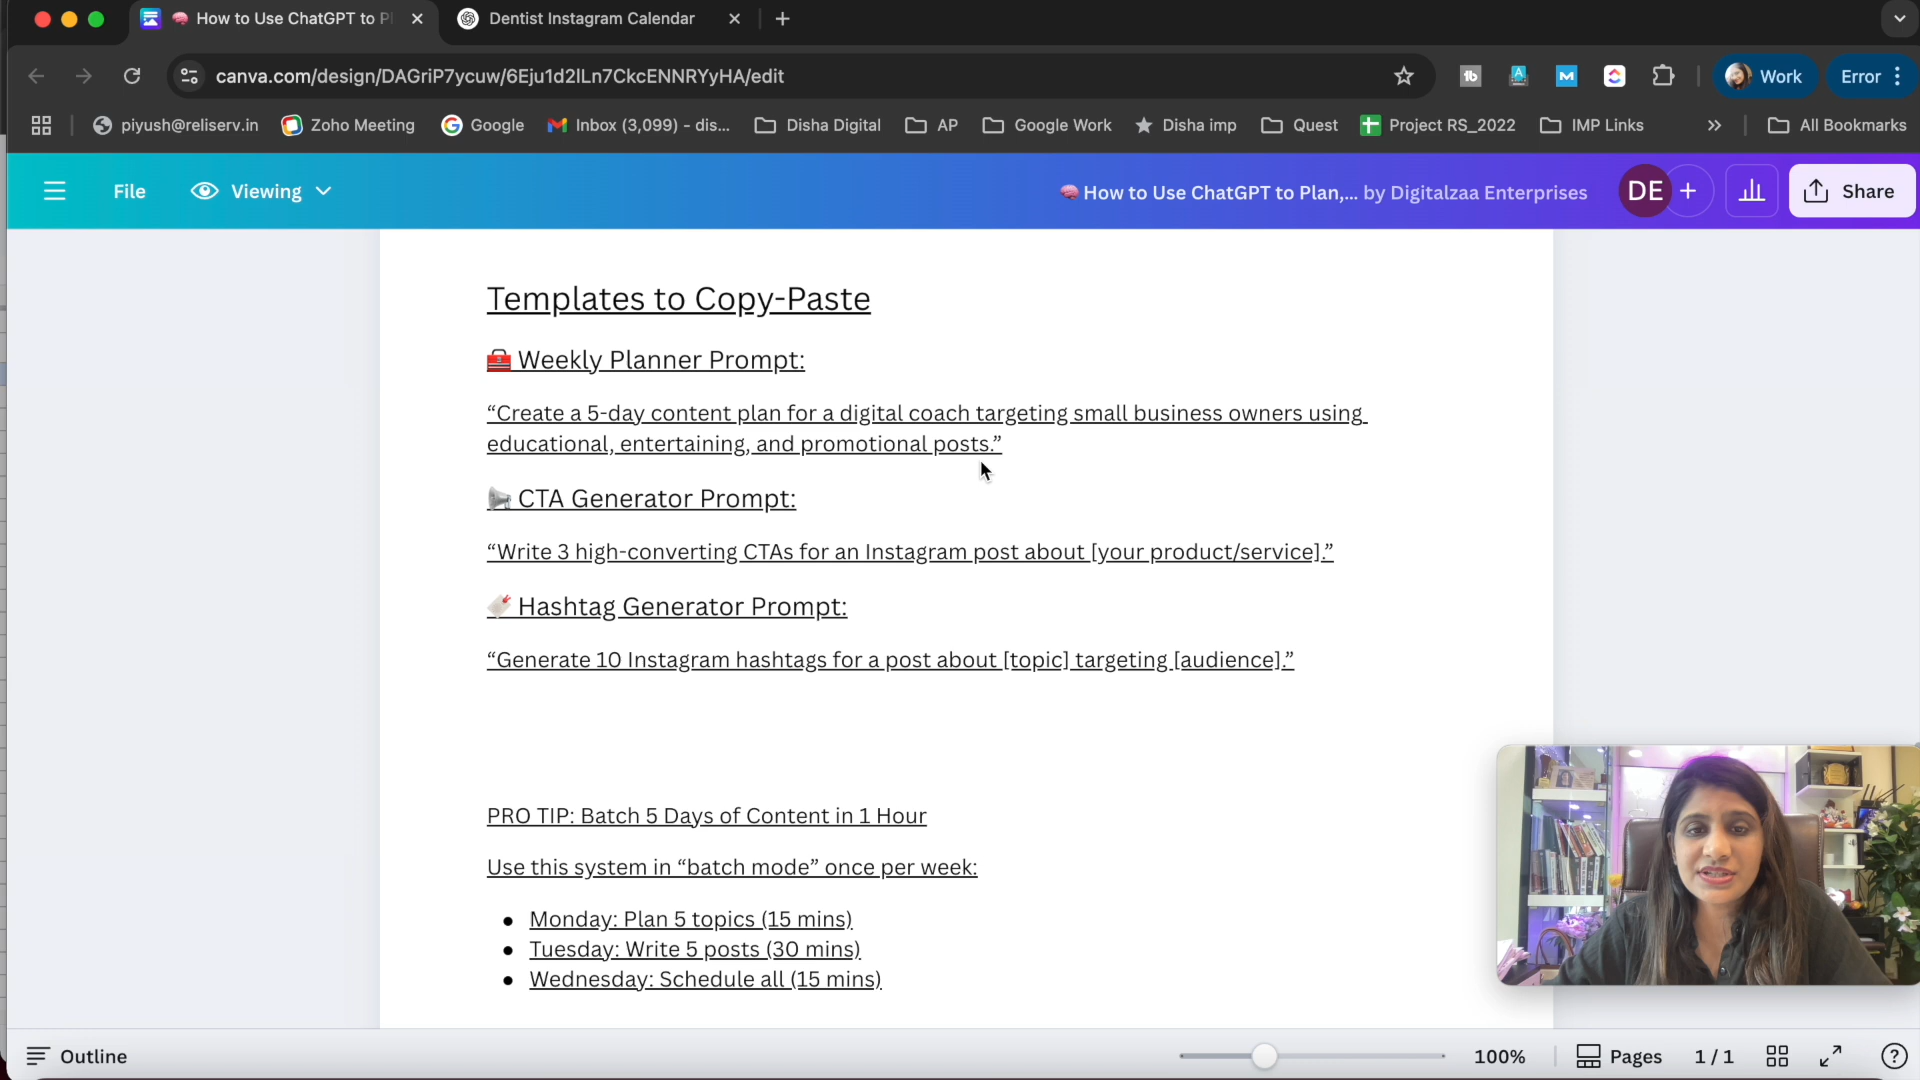 How to Use ChatGPT to Pl
Dentist Instagram Calendar
canva.com/design/DAGriP7ycuw/6Eju1d2lLn7CkcENNRYyHA/edit
Work
Error
piyush@reliserv.in
Zoho Meeting
Google
Inbox (3,099) - dis...
Disha Digital
AP
Google Work
Disha imp
Quest
Project RS_2022
IMP Links
All Bookmarks
File
Viewing
How to Use ChatGPT to Plan,... by Digitalzaa Enterprises
DE
Share
Templates to Copy-Paste
Weekly Planner Prompt:
“Create a 5-day content plan for a digital coach targeting small business owners using
educational, entertaining, and promotional posts.”
CTA Generator Prompt:
“Write 3 high-converting CTAs for an Instagram post about [your product/service].”
Hashtag Generator Prompt:
“Generate 10 Instagram hashtags for a post about [topic] targeting [audience].”
PRO TIP: Batch 5 Days of Content in 1 Hour
Use this system in “batch mode” once per week:
Monday: Plan 5 topics (15 mins)
Tuesday: Write 5 posts (30 mins)
Wednesday: Schedule all (15 mins)
Outline
100%
Pages
1 / 1